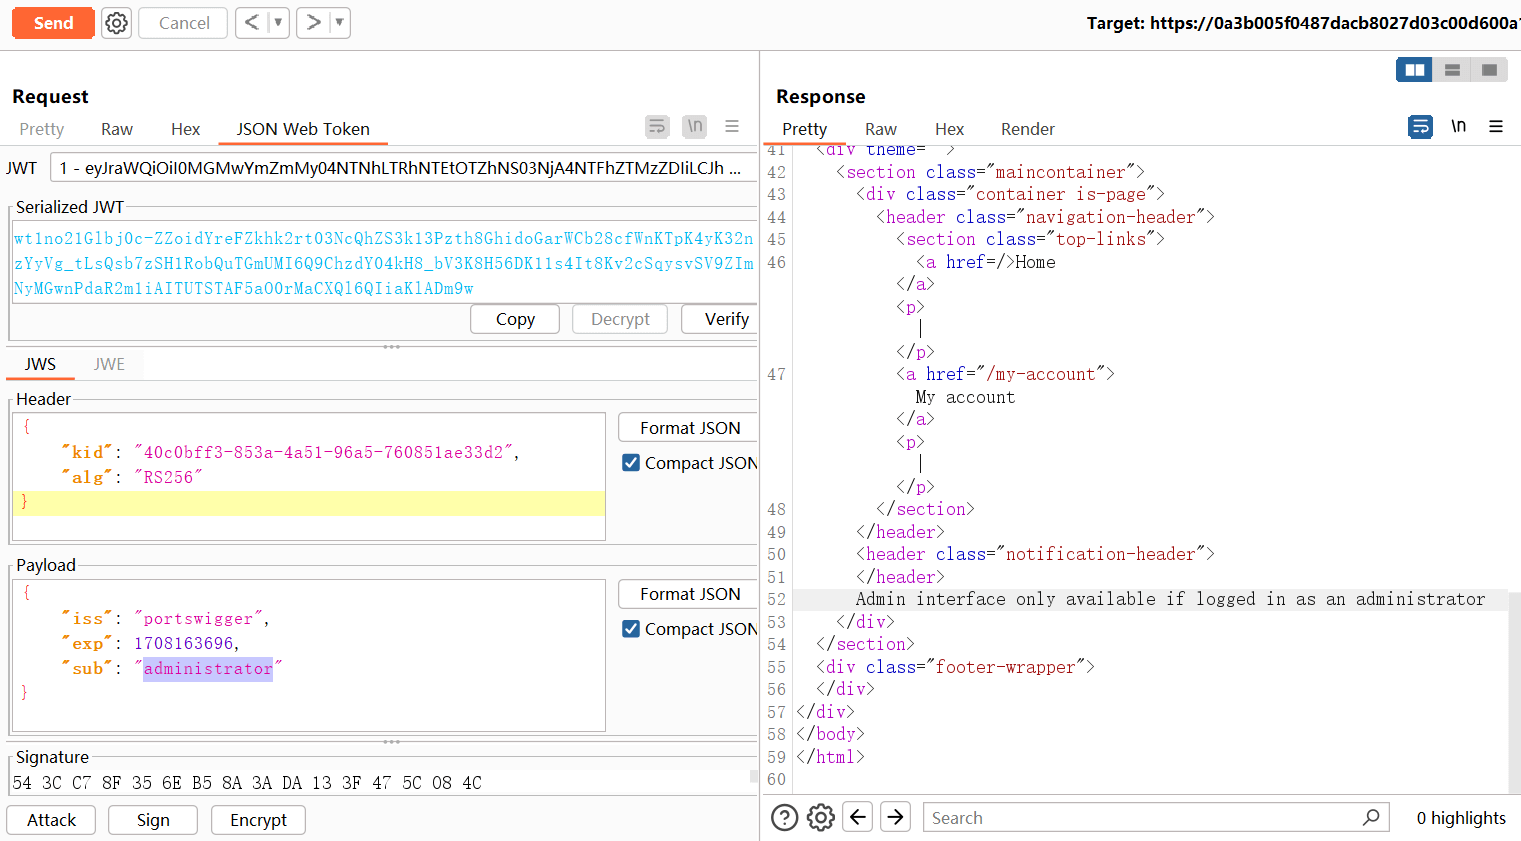 Send
Cancel
< ▼
> ▼
Target: https://0a3b005f0487dacb8027d03c00d600a
Request
Pretty Raw Hex JSON Web Token
\n
JWT 1 - eyJraWQiOiI0MGMwYmZmMy04NTNhLTRhNTEtOTZhNS03NjA4NTFhZTMzZDIiLCJh ...
Serialized JWT
wt1no21Glbj0c-ZZoidYreFZkhk2rt03NcQhZS3k13Pzth8GhidoGarWCb28cfWnKTpK4yK32n
zYyVg_tLsQsb7zSH1RobQuTGmUMI6Q9ChzdY04kH8_bV3K8H56DK11s4It8Kv2cSqysvSV9ZIm
NyMGwnPdaR2m1iAITUTSTAF5aO0rMaCXQl6QIiaKlADm9w
Copy Decrypt Verify
JWS JWE
Header
{
"kid": "40c0bff3-853a-4a51-96a5-760851ae33d2",
"alg": "RS256"
}
Format JSON
Compact JSON
Payload
{
"iss": "portswigger",
"exp": 1708163696,
"sub": "administrator"
}
Format JSON
Compact JSON
Signature
54 3C C7 8F 35 6E B5 8A 3A DA 13 3F 47 5C 08 4C
Attack Sign Encrypt
Response
Pretty Raw Hex Render
\n
41 <div theme="">
42 <section class="maincontainer">
43 <div class="container is-page">
44 <header class="navigation-header">
45 <section class="top-links">
46 <a href=/>Home
</a>
<p>
|
</p>
47 <a href="/my-account">
My account
</a>
<p>
|
</p>
48 </section>
49 </header>
50 <header class="notification-header">
51 </header>
52 Admin interface only available if logged in as an administrator
53 </div>
54 </section>
55 <div class="footer-wrapper">
56 </div>
57 </div>
58 </body>
59 </html>
60
Search
0 highlights